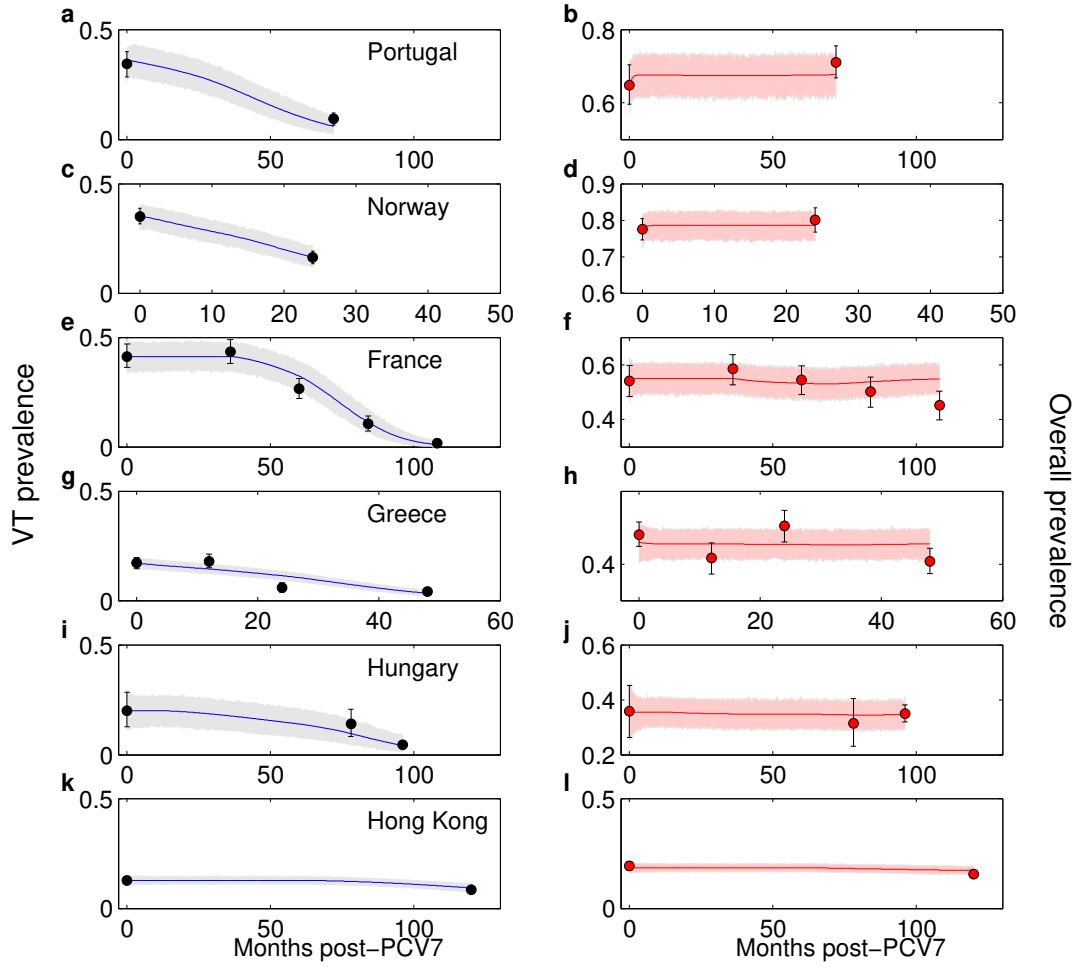 a
b
0.5
Portugal
0
0 50 100
0.8
0.6
0 50 100
c
d
0.5
Norway
0
0 10 20 30 40 50
0.9
0.8
0.7
0.6
0 10 20 30 40 50
e
f
0.5
France
0
0 50 100
0.6
0.4
0 50 100
g
h
0.5
Greece
0
0 20 40 60
0.4
0 20 40 60
i
j
0.5
Hungary
0
0 50 100
0.6
0.4
0.2
0 50 100
k
l
0.5
Hong Kong
0
0 50 100
0.5
0
0 50 100
VT prevalence
Overall prevalence
Months post−PCV7
Months post−PCV7